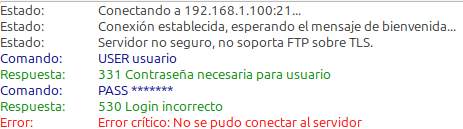 Estado: Conectando a 192.168.1.100:21...
Estado: Conexión establecida, esperando el mensaje de bienvenida...
Estado: Servidor no seguro, no soporta FTP sobre TLS.
Comando: USER usuario
Respuesta: 331 Contraseña necesaria para usuario
Comando: PASS *******
Respuesta: 530 Login incorrecto
Error: Error crítico: No se pudo conectar al servidor